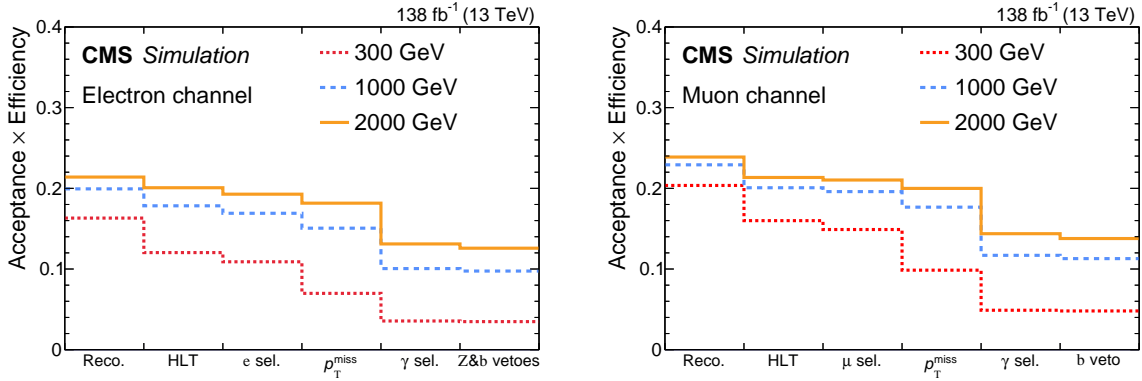 138 fb⁻¹ (13 TeV)
0.4
CMS Simulation
300 GeV
Electron channel
1000 GeV
0.3
2000 GeV
Acceptance × Efficiency
0.2
0.1
0
Reco. HLT e sel. p_T^miss γ sel. Z&b vetoes
138 fb⁻¹ (13 TeV)
0.4
CMS Simulation
300 GeV
Muon channel
1000 GeV
0.3
2000 GeV
Acceptance × Efficiency
0.2
0.1
0
Reco. HLT μ sel. p_T^miss γ sel. b veto